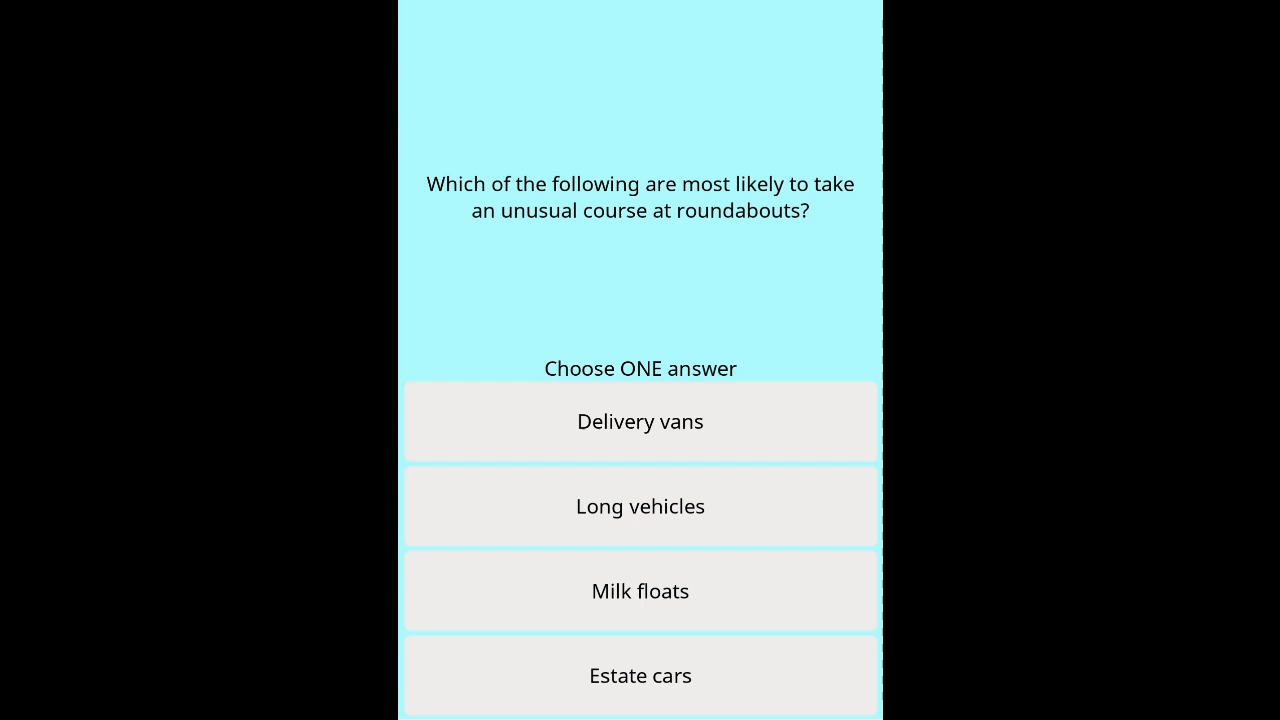 Which of the following are most likely to take
an unusual course at roundabouts?
Choose ONE answer
Delivery vans
Long vehicles
Milk floats
Estate cars